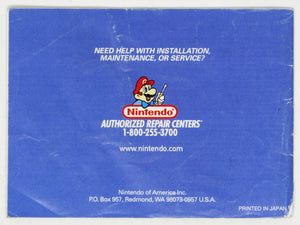 NEED HELP WITH INSTALLATION,
MAINTENANCE, OR SERVICE?
Nintendo
AUTHORIZED REPAIR CENTERS™
1-800-255-3700
www.nintendo.com
Nintendo of America Inc.
P.O. Box 957, Redmond, WA 98073-0957 U.S.A.
PRINTED IN JAPAN